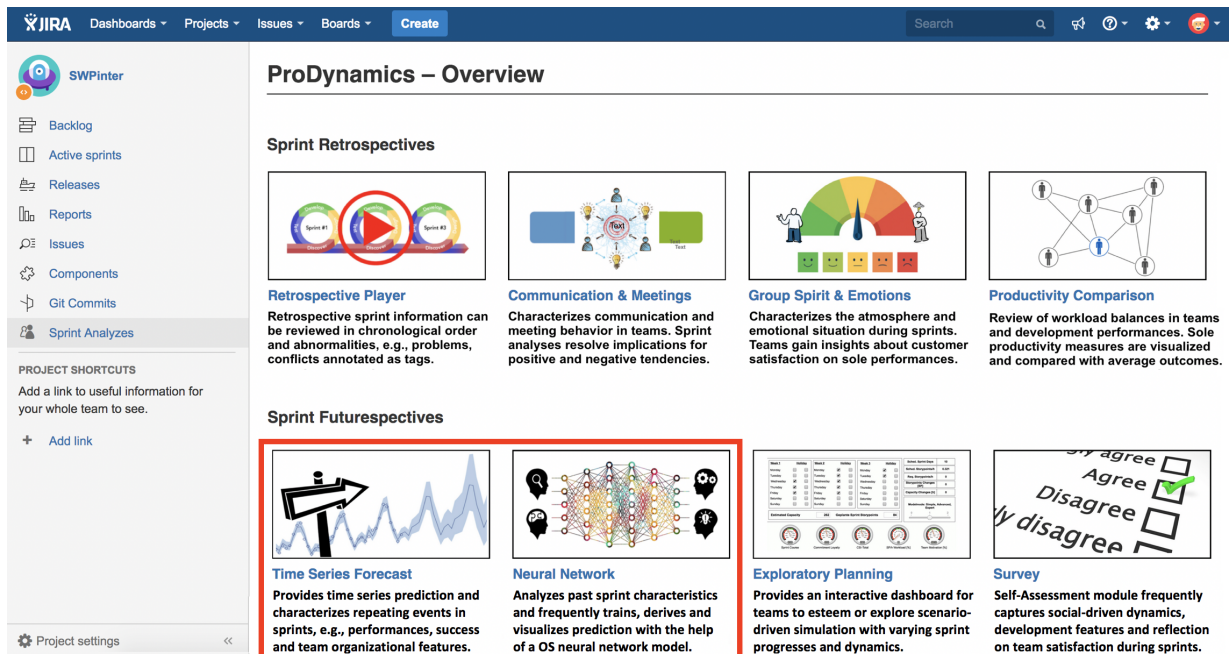 JIRA Dashboards Projects Issues Boards Create Search
SWPinter
Backlog
Active sprints
Releases
Reports
Issues
Components
Git Commits
Sprint Analyzes
PROJECT SHORTCUTS
Add a link to useful information for
your whole team to see.
+ Add link
Project settings «
ProDynamics – Overview
Sprint Retrospectives
Sprint #1
Sprint #3
Discover
Discover
Retrospective Player
Retrospective sprint information can
be reviewed in chronological order
and abnormalities, e.g., problems,
conflicts annotated as tags.
Text
Text
Text
Communication & Meetings
Characterizes communication and
meeting behavior in teams. Sprint
analyses resolve implications for
positive and negative tendencies.
Group Spirit & Emotions
Characterizes the atmosphere and
emotional situation during sprints.
Teams gain insights about customer
satisfaction on sole performances.
Productivity Comparison
Review of workload balances in teams
and development performances. Sole
productivity measures are visualized
and compared with average outcomes.
Sprint Futurespectives
Time Series Forecast
Provides time series prediction and
characterizes repeating events in
sprints, e.g., performances, success
and team organizational features.
Neural Network
Analyzes past sprint characteristics
and frequently trains, derives and
visualizes prediction with the help
of a OS neural network model.
Estimated Capacity
Exploratory Planning
Provides an interactive dashboard for
teams to esteem or explore scenario-
driven simulation with varying sprint
progresses and dynamics.
agree
Agree
Disagree
disagree
Survey
Self-Assessment module frequently
captures social-driven dynamics,
development features and reflection
on team satisfaction during sprints.